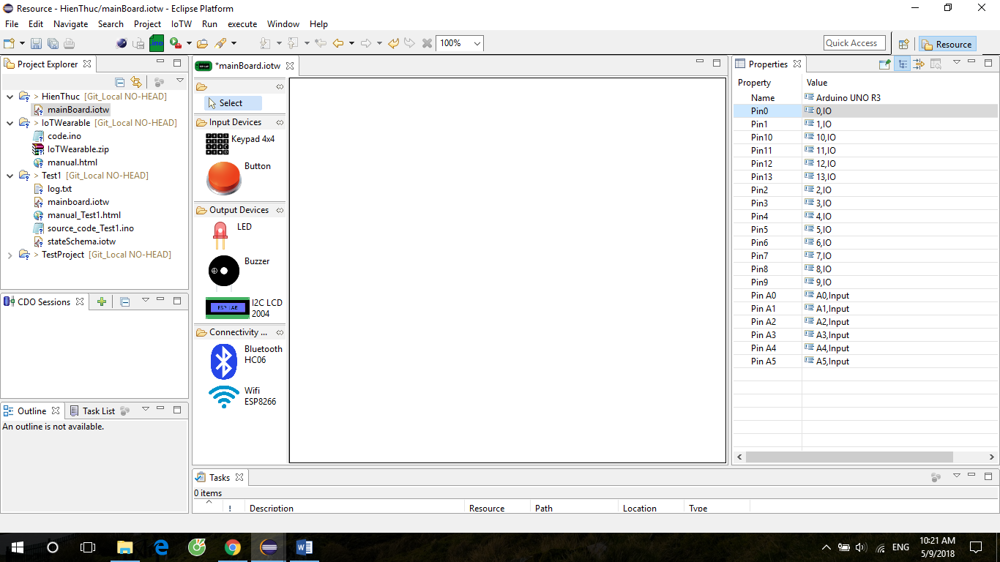 Resource - HienThuc/mainBoard.iotw - Eclipse Platform
File Edit Navigate Search Project IoTW Run execute Window Help
.ino
100%
Quick Access
Resource
Project Explorer
> HienThuc [Git_Local NO-HEAD]
mainBoard.iotw
> IoTWearable [Git_Local NO-HEAD]
code.ino
IoTWearable.zip
manual.html
> Test1 [Git_Local NO-HEAD]
log.txt
mainboard.iotw
manual_Test1.html
source_code_Test1.ino
stateSchema.iotw
> TestProject [Git_Local NO-HEAD]
CDO Sessions
Outline
Task List
An outline is not available.
*mainBoard.iotw
Select
Input Devices
Keypad 4x4
Button
Output Devices
LED
Buzzer
ESP LAB
I2C LCD
2004
Connectivity ...
Bluetooth
HC06
Wifi
ESP8266
Properties
Property Value
Name Arduino UNO R3
Pin0 0,IO
Pin1 1,IO
Pin10 10,IO
Pin11 11,IO
Pin12 12,IO
Pin13 13,IO
Pin2 2,IO
Pin3 3,IO
Pin4 4,IO
Pin5 5,IO
Pin6 6,IO
Pin7 7,IO
Pin8 8,IO
Pin9 9,IO
Pin A0 A0,Input
Pin A1 A1,Input
Pin A2 A2,Input
Pin A3 A3,Input
Pin A4 A4,Input
Pin A5 A5,Input
Tasks
0 items
! Description Resource Path Location Type
ENG
10:21 AM
5/9/2018